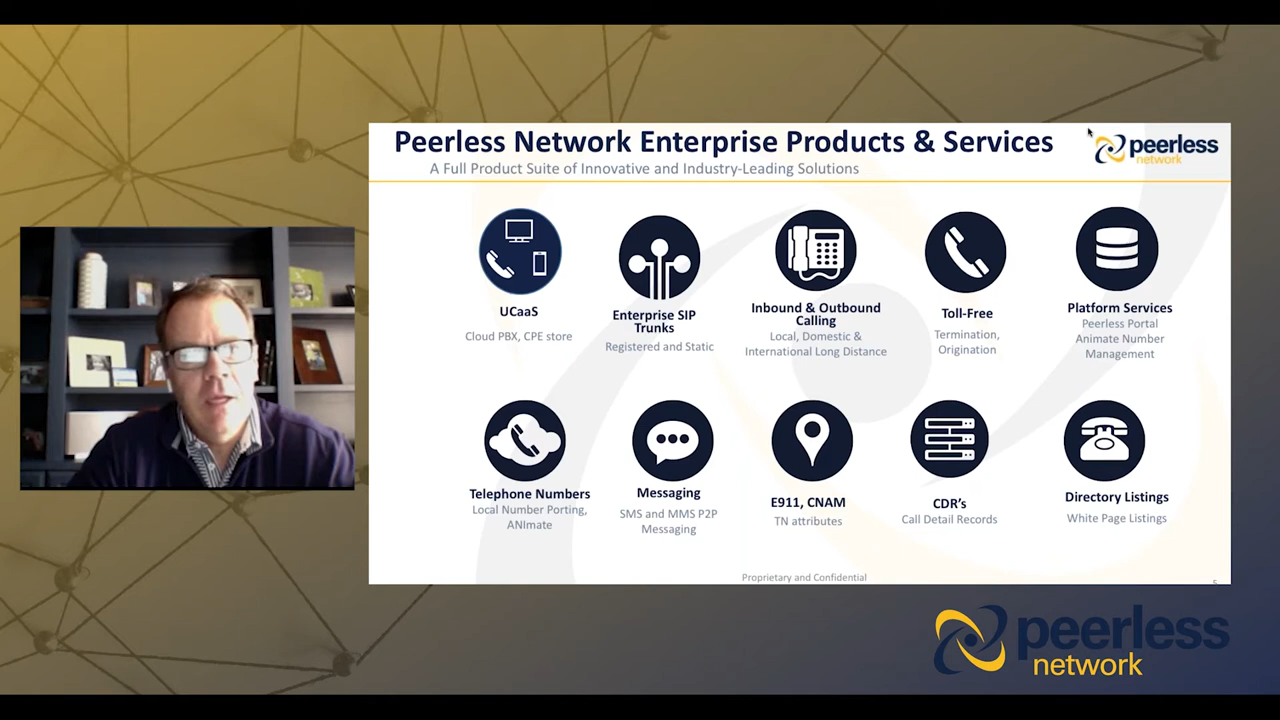 Peerless Network Enterprise Products & Services
A Full Product Suite of Innovative and Industry-Leading Solutions
peerless
network
UCaaS
Cloud PBX, CPE store
Enterprise SIP
Trunks
Registered and Static
Inbound & Outbound
Calling
Local, Domestic &
International Long Distance
Toll-Free
Termination,
Origination
Platform Services
Peerless Portal
Animate Number
Management
Telephone Numbers
Local Number Porting,
ANImate
Messaging
SMS and MMS P2P
Messaging
E911, CNAM
TN attributes
CDR's
Call Detail Records
Directory Listings
White Page Listings
Proprietary and Confidential
5
peerless
network